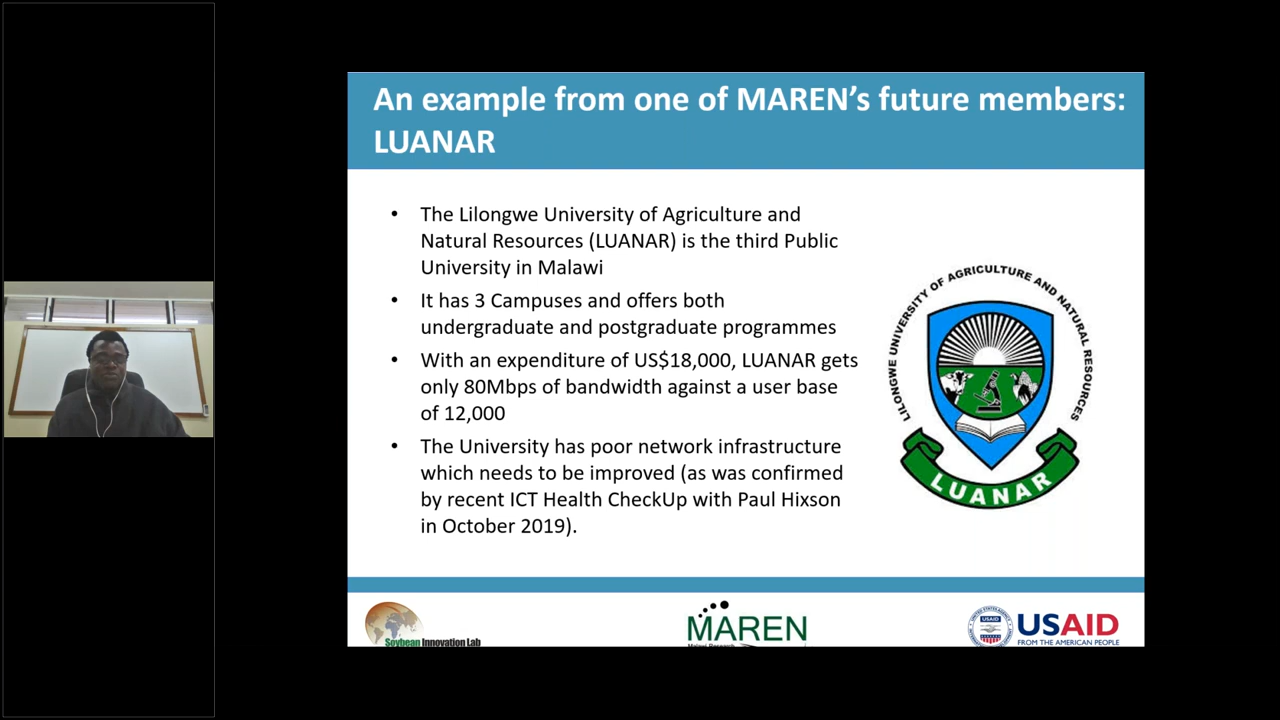 An example from one of MAREN’s future members:
LUANAR
• The Lilongwe University of Agriculture and
Natural Resources (LUANAR) is the third Public
University in Malawi
• It has 3 Campuses and offers both
undergraduate and postgraduate programmes
• With an expenditure of US$18,000, LUANAR gets
only 80Mbps of bandwidth against a user base
of 12,000
• The University has poor network infrastructure
which needs to be improved (as was confirmed
by recent ICT Health CheckUp with Paul Hixson
in October 2019).
LILONGWE UNIVERSITY OF AGRICULTURE AND NATURAL RESOURCES
LUANAR
Soybean Innovation Lab
MAREN
Malawi Research
USAID
USAID
FROM THE AMERICAN PEOPLE